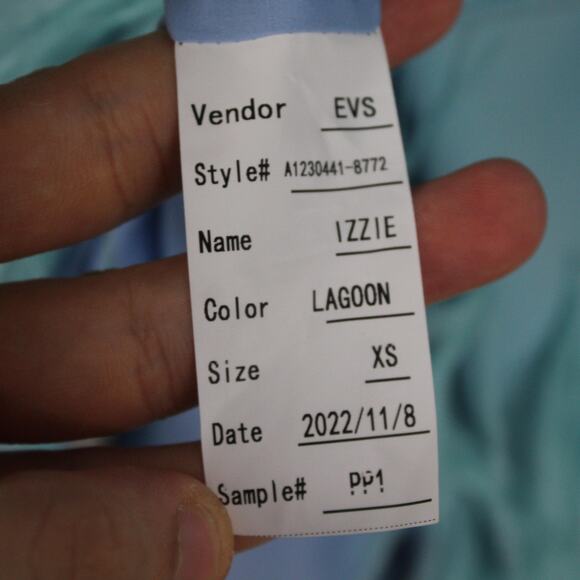 Vendor EVS
Style# A1230441-8772
Name IZZIE
Color LAGOON
Size XS
Date 2022/11/8
Sample# PP1